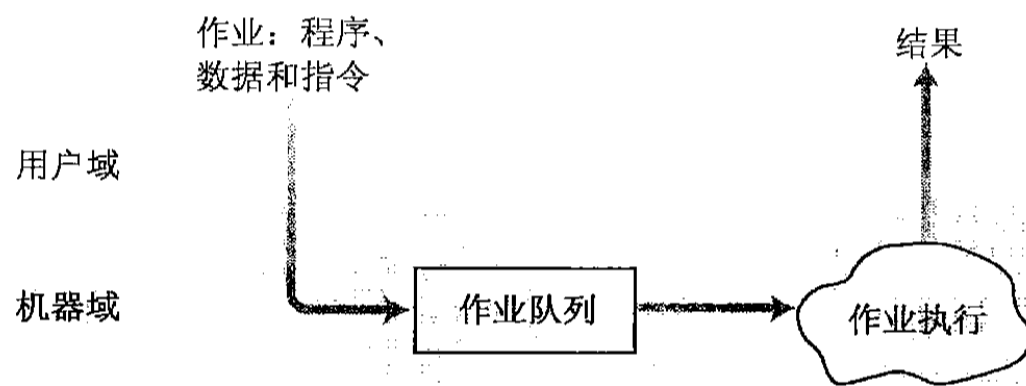 作业：程序、
数据和指令
结果
用户域
机器域
作业队列
作业执行